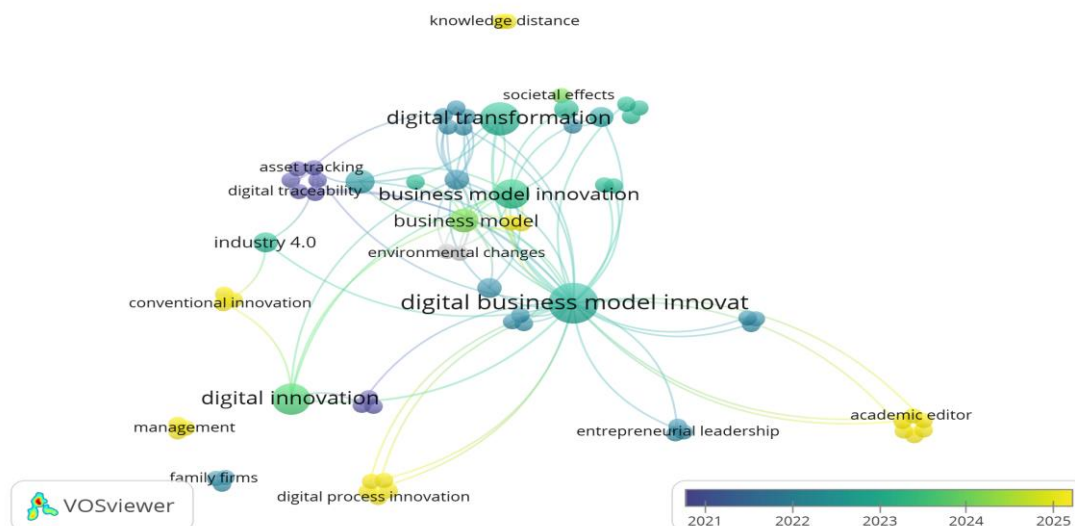 knowledge distance
societal effects
digital transformation
asset tracking
digital traceability
business model innovation
business model
industry 4.0
environmental changes
conventional innovation
digital business model innovat
digital innovation
academic editor
management
entrepreneurial leadership
family firms
digital process innovation
VOSviewer
2021 2022 2023 2024 2025